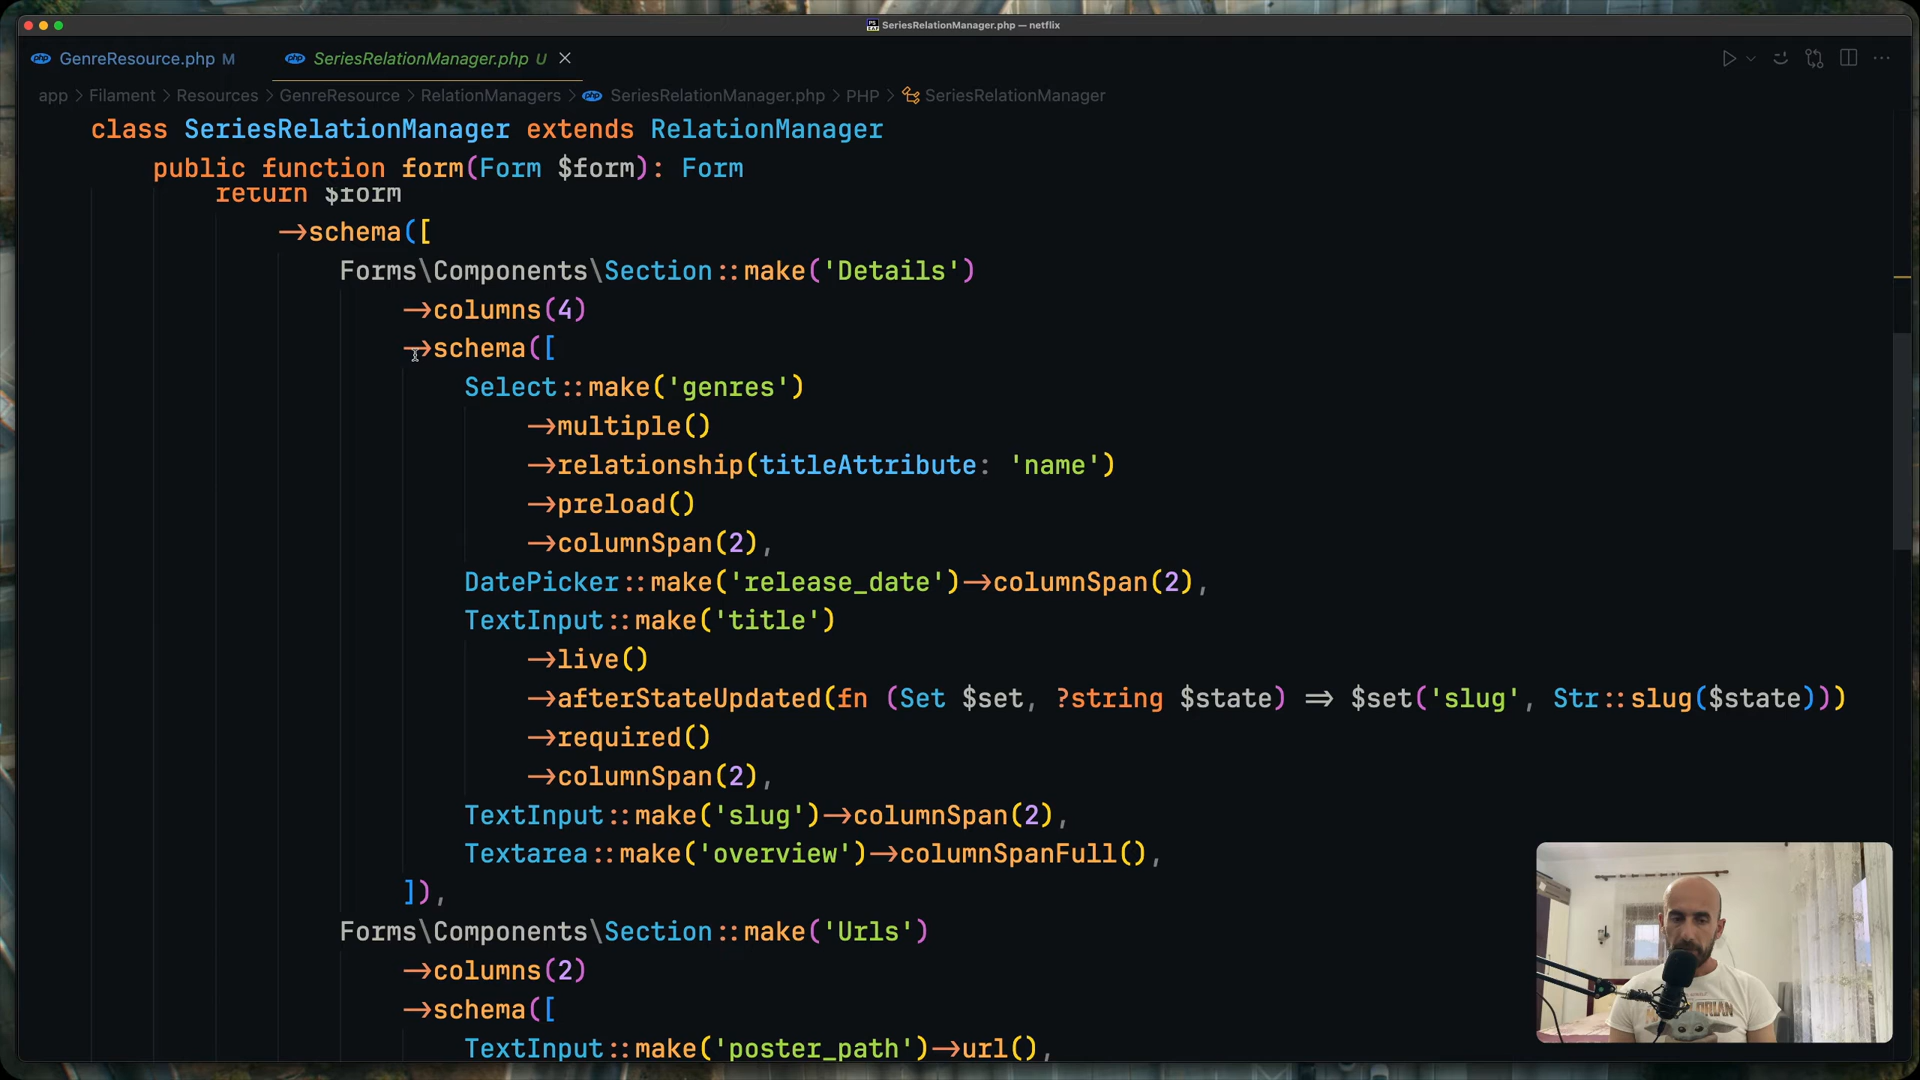 SeriesRelationManager.php — netflix
GenreResource.php M
SeriesRelationManager.php U
app > Filament > Resources > GenreResource > RelationManagers > SeriesRelationManager.php > PHP > SeriesRelationManager
class SeriesRelationManager extends RelationManager
public function form(Form $form): Form
return $form
->schema([
Forms\Components\Section::make('Details')
->columns(4)
->schema([
Select::make('genres')
->multiple()
->relationship(titleAttribute: 'name')
->preload()
->columnSpan(2),
DatePicker::make('release_date')->columnSpan(2),
TextInput::make('title')
->live()
->afterStateUpdated(fn (Set $set, ?string $state) => $set('slug', Str::slug($state)))
->required()
->columnSpan(2),
TextInput::make('slug')->columnSpan(2),
Textarea::make('overview')->columnSpanFull(),
]),
Forms\Components\Section::make('Urls')
->columns(2)
->schema([
TextInput::make('poster_path')->url(),